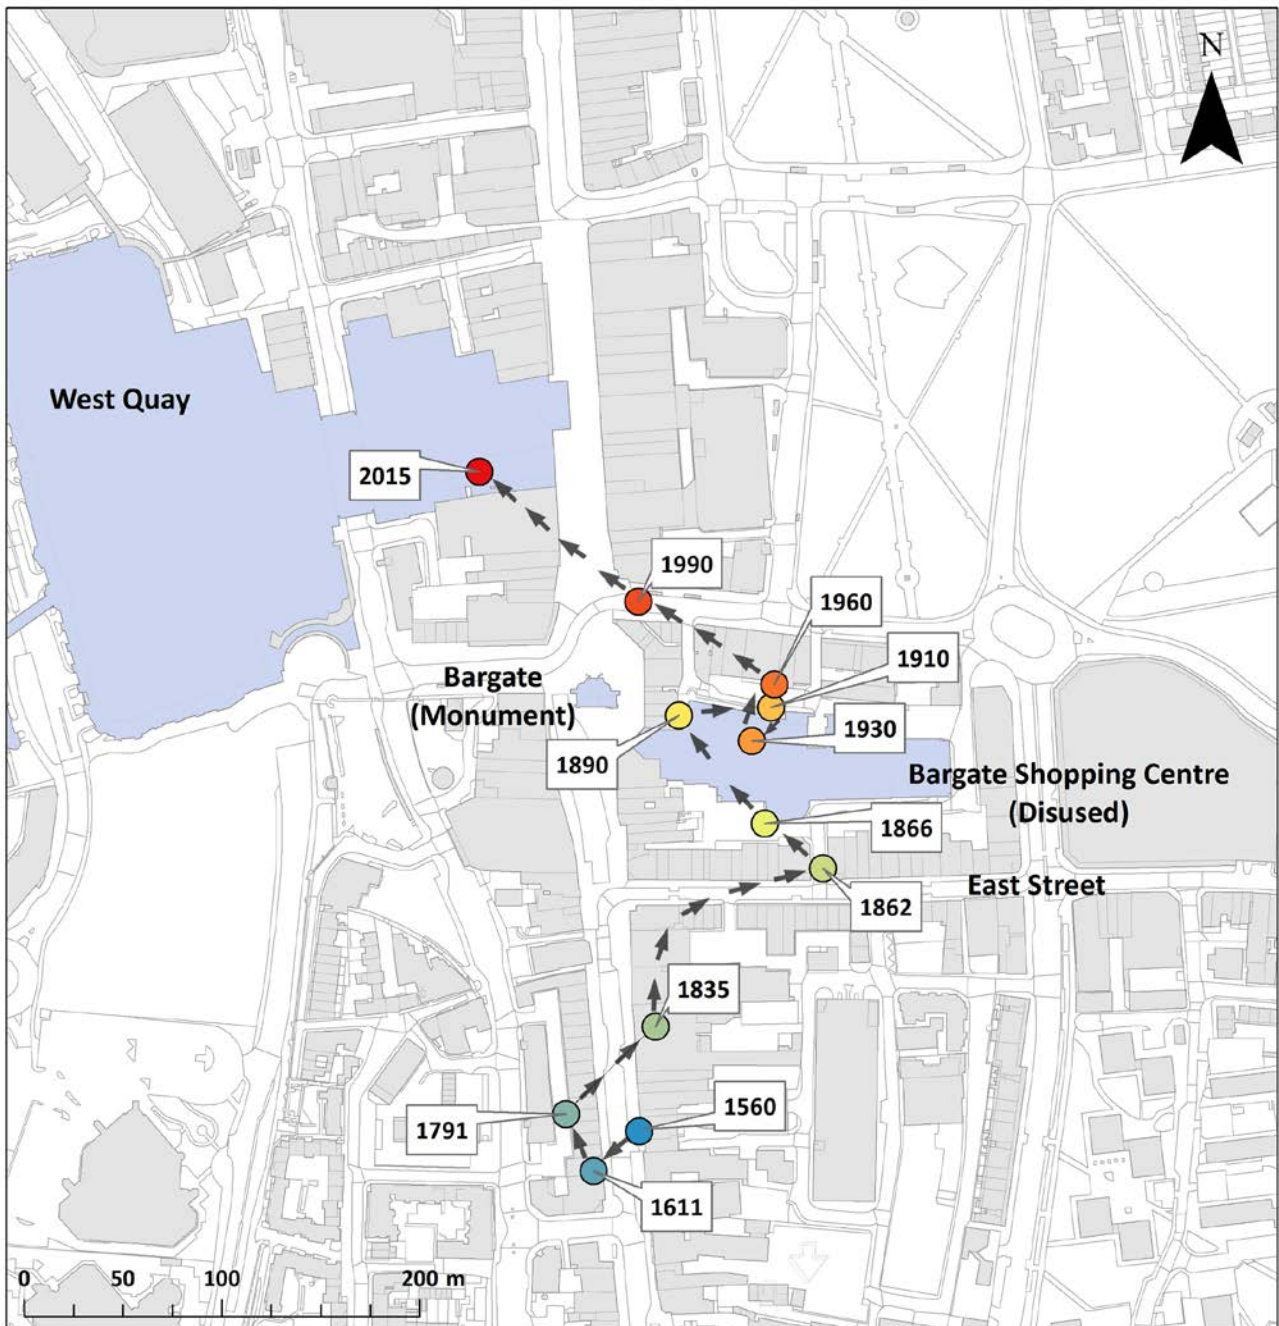 N
West Quay
2015
1990
1960
1910
Bargate
(Monument)
1930
1890
Bargate Shopping Centre
(Disused)
1866
East Street
1862
1835
1560
1791
1611
0 50 100 200 m